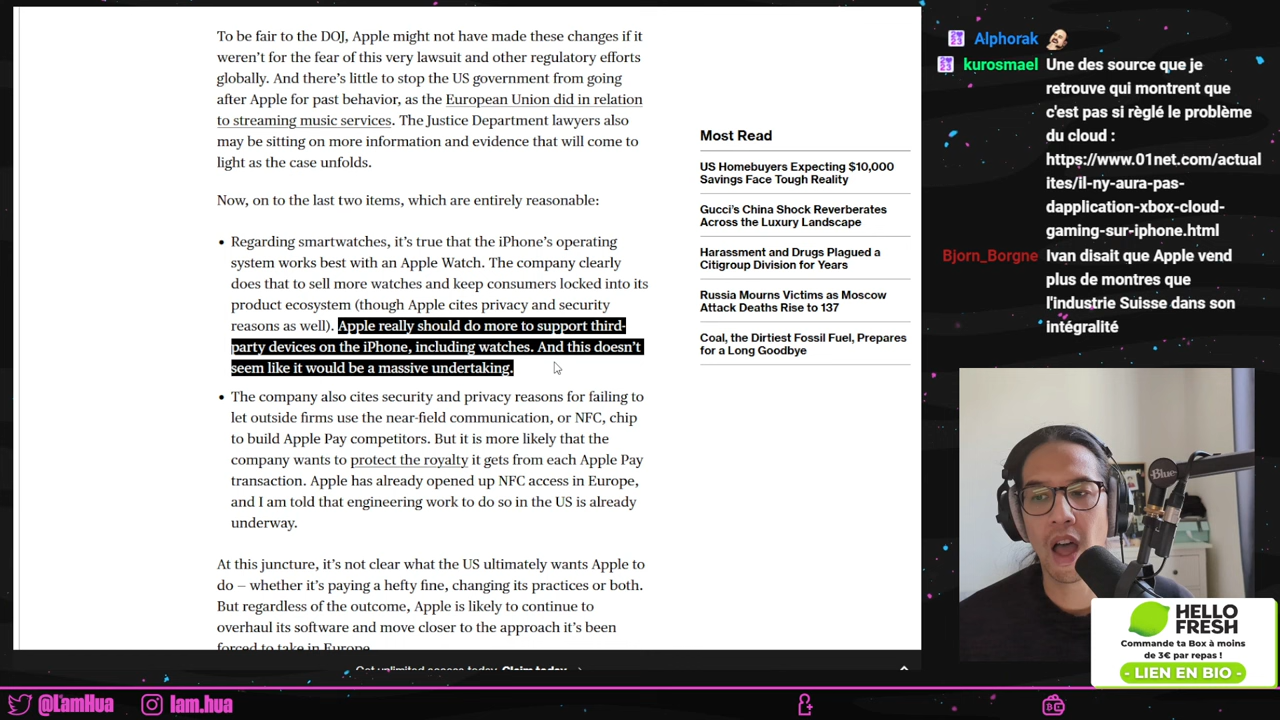 To be fair to the DOJ, Apple might not have made these changes if it
weren't for the fear of this very lawsuit and other regulatory efforts
globally. And there's little to stop the US government from going
after Apple for past behavior, as the European Union did in relation
to streaming music services. The Justice Department lawyers also
may be sitting on more information and evidence that will come to
light as the case unfolds.
Now, on to the last two items, which are entirely reasonable:
• Regarding smartwatches, it's true that the iPhone's operating
system works best with an Apple Watch. The company clearly
does that to sell more watches and keep consumers locked into its
product ecosystem (though Apple cites privacy and security
reasons as well). Apple really should do more to support third-
party devices on the iPhone, including watches. And this doesn't
seem like it would be a massive undertaking.
• The company also cites security and privacy reasons for failing to
let outside firms use the near-field communication, or NFC, chip
to build Apple Pay competitors. But it is more likely that the
company wants to protect the royalty it gets from each Apple Pay
transaction. Apple has already opened up NFC access in Europe,
and I am told that engineering work to do so in the US is already
underway.
At this juncture, it's not clear what the US ultimately wants Apple to
do – whether it's paying a hefty fine, changing its practices or both.
But regardless of the outcome, Apple is likely to continue to
overhaul its software and move closer to the approach it's been
forced to take in Europe.
Get unlimited access today. Claim today
Most Read
US Homebuyers Expecting $10,000
Savings Face Tough Reality
Gucci's China Shock Reverberates
Across the Luxury Landscape
Harassment and Drugs Plagued a
Citigroup Division for Years
Russia Mourns Victims as Moscow
Attack Deaths Rise to 137
Coal, the Dirtiest Fossil Fuel, Prepares
for a Long Goodbye
Alphorak
kurosmael Une des source que je
retrouve qui montrent que
c'est pas si règlé le problème
du cloud :
https://www.01net.com/actual
ites/il-ny-aura-pas-
dapplication-xbox-cloud-
gaming-sur-iphone.html
Bjorn_Borgne Ivan disait que Apple vend
plus de montres que
l'industrie Suisse dans son
intégralité
Blue
HELLO
FRESH
Commande ta Box à moins
de 3€ par repas !
- LIEN EN BIO -
@LamHua
lam.hua